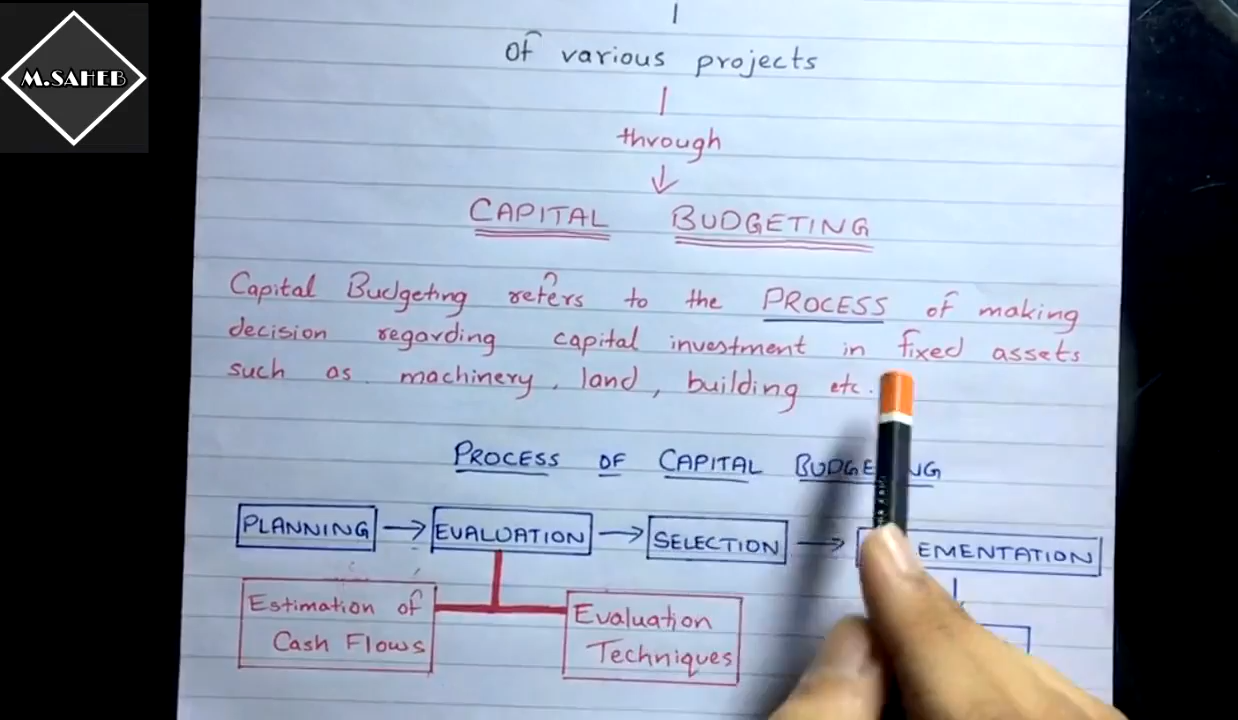 M.SAHEB
of various projects
through
CAPITAL BUDGETING
Capital Budgeting refers to the PROCESS of making
decision regarding capital investment in fixed assets
such as machinery, land, building etc.
PROCESS OF CAPITAL
PLANNING → EVALUATION → SELECTION →
Estimation of
Cash Flows
Evaluation
Techniques